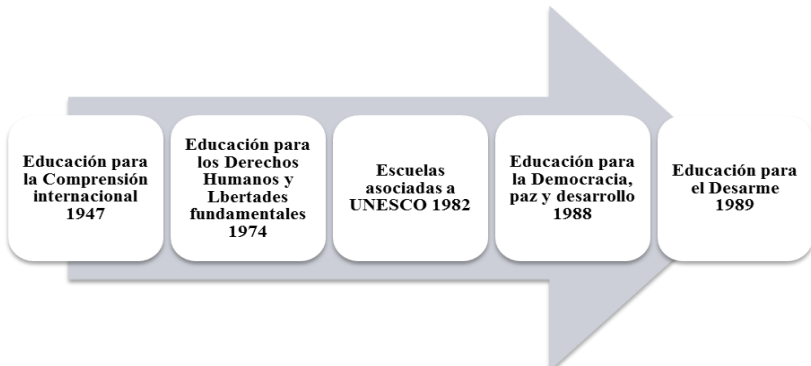 Educación para
la Comprensión
internacional
1947
Educación para
los Derechos
Humanos y
Lbertades
fundamentales
1974
Escuelas
asociadas a
UNESCO 1982
Educación para
la Democracia,
paz y desarrollo
1988
Educación para
el Desarme
1989